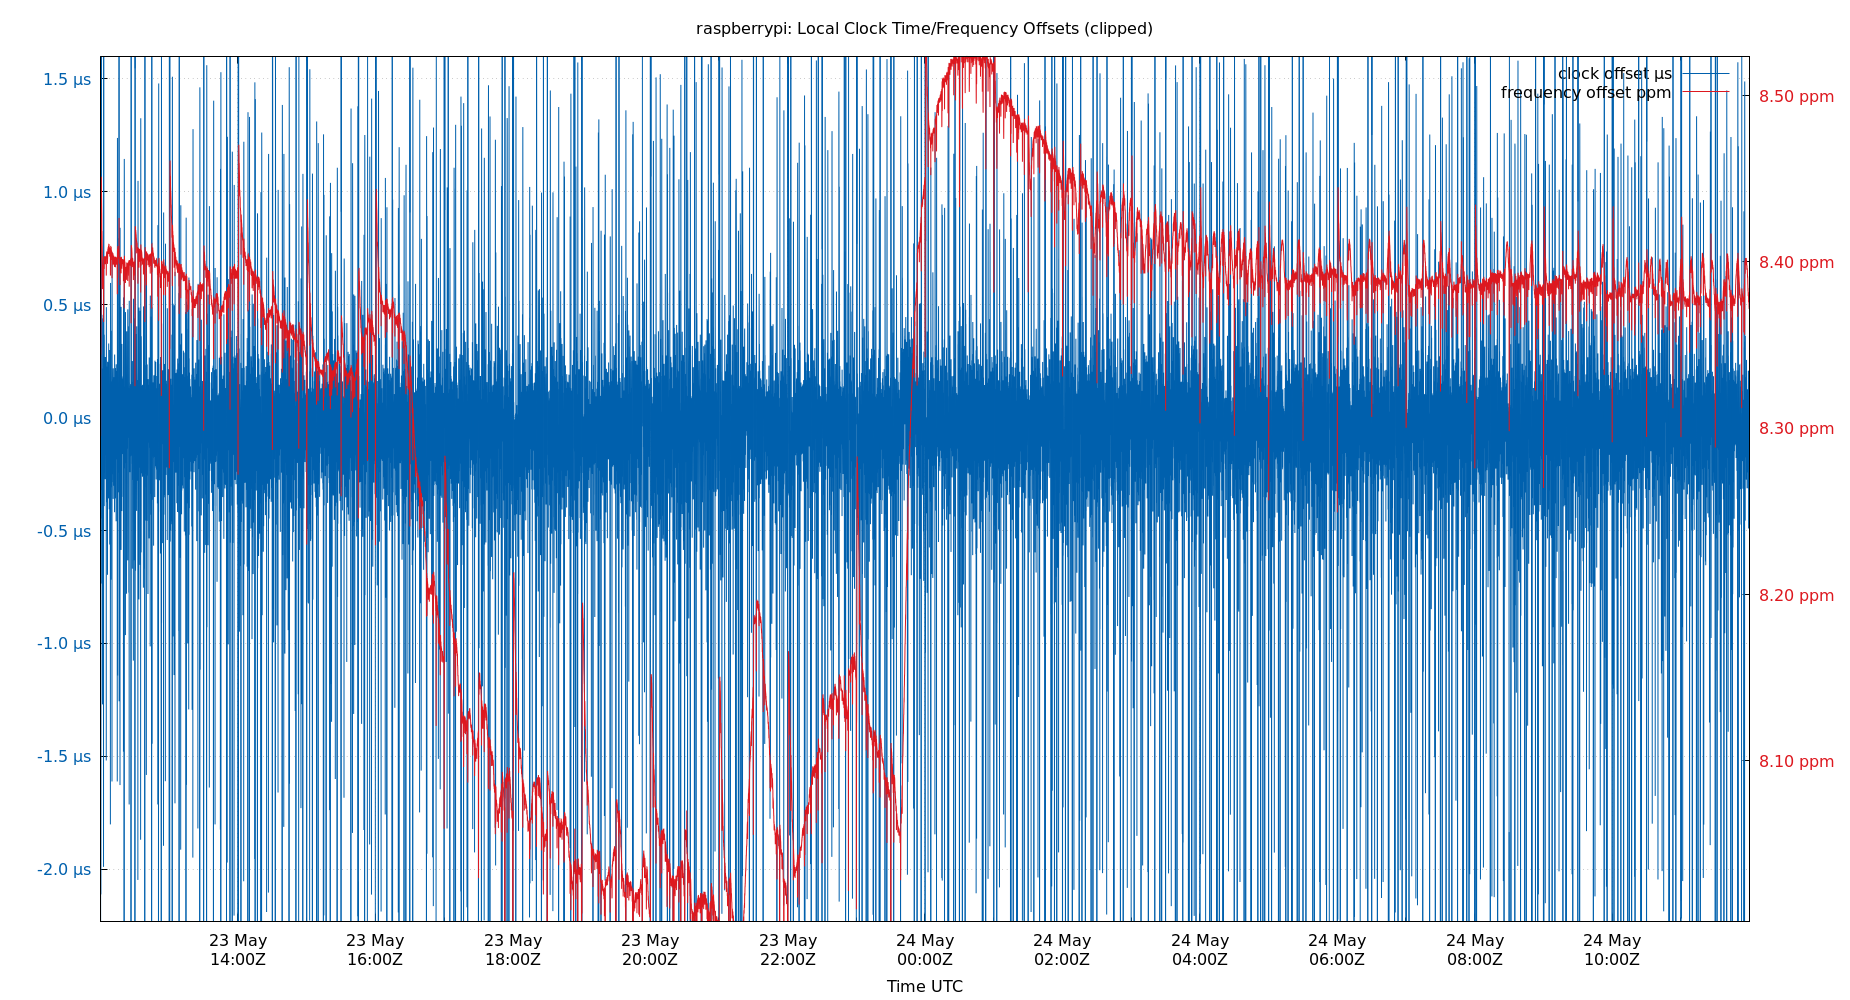 raspberrypi: Local Clock Time/Frequency Offsets (clipped)
clock offset µs
frequency offset ppm
1.5 µs
1.0 µs
0.5 µs
0.0 µs
-0.5 µs
-1.0 µs
-1.5 µs
-2.0 µs
8.50 ppm
8.40 ppm
8.30 ppm
8.20 ppm
8.10 ppm
23 May
14:00Z
23 May
16:00Z
23 May
18:00Z
23 May
20:00Z
23 May
22:00Z
24 May
00:00Z
24 May
02:00Z
24 May
04:00Z
24 May
06:00Z
24 May
08:00Z
24 May
10:00Z
Time UTC